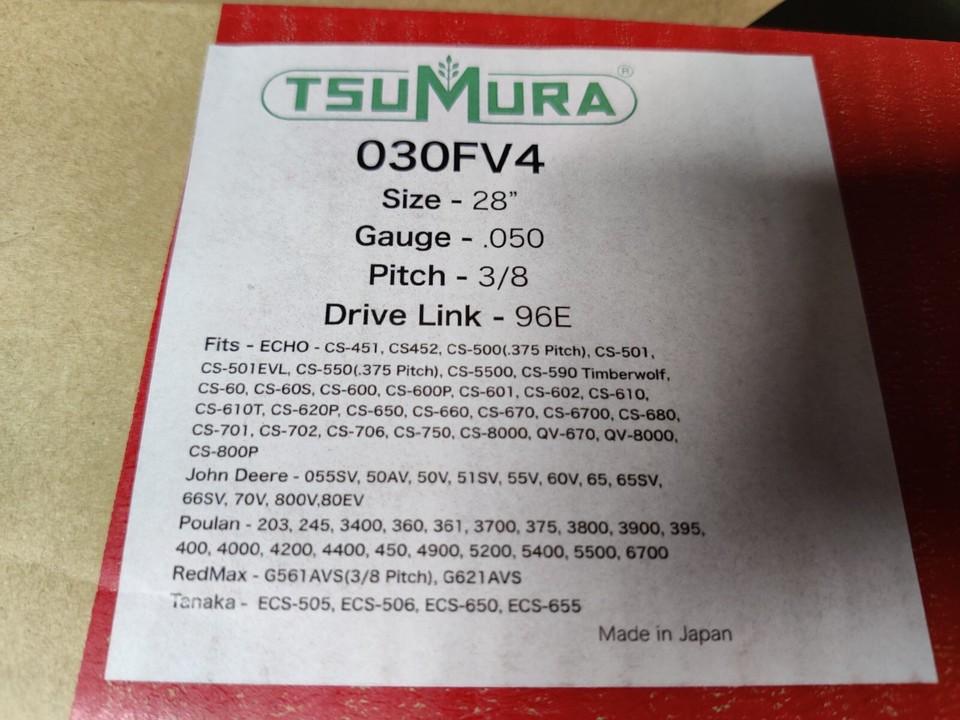 TSUMURA®
030FV4
Size - 28”
Gauge - .050
Pitch - 3/8
Drive Link - 96E
Fits - ECHO - CS-451, CS452, CS-500(.375 Pitch), CS-501,
CS-501EVL, CS-550(.375 Pitch), CS-5500, CS-590 Timberwolf,
CS-60, CS-60S, CS-600, CS-600P, CS-601, CS-602, CS-610,
CS-610T, CS-620P, CS-650, CS-660, CS-670, CS-6700, CS-680,
CS-701, CS-702, CS-706, CS-750, CS-8000, QV-670, QV-8000,
CS-800P
John Deere - 055SV, 50AV, 50V, 51SV, 55V, 60V, 65, 65SV,
66SV, 70V, 800V,80EV
Poulan - 203, 245, 3400, 360, 361, 3700, 375, 3800, 3900, 395,
400, 4000, 4200, 4400, 450, 4900, 5200, 5400, 5500, 6700
RedMax - G561AVS(3/8 Pitch), G621AVS
Tanaka - ECS-505, ECS-506, ECS-650, ECS-655
Made in Japan